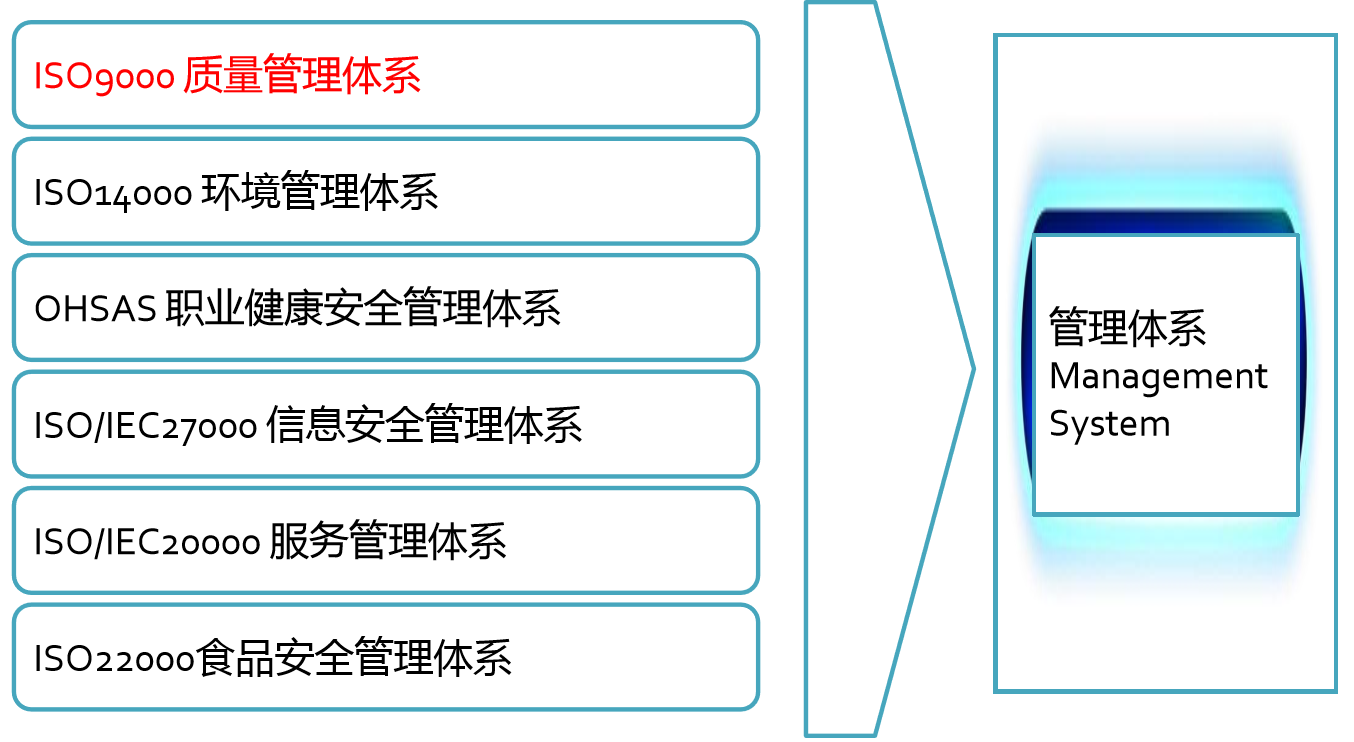 ISO9000 质量管理体系
ISO14000 环境管理体系
OHSAS 职业健康安全管理体系
ISO/IEC27000 信息安全管理体系
ISO/IEC20000 服务管理体系
ISO22000食品安全管理体系
管理体系
Management
System